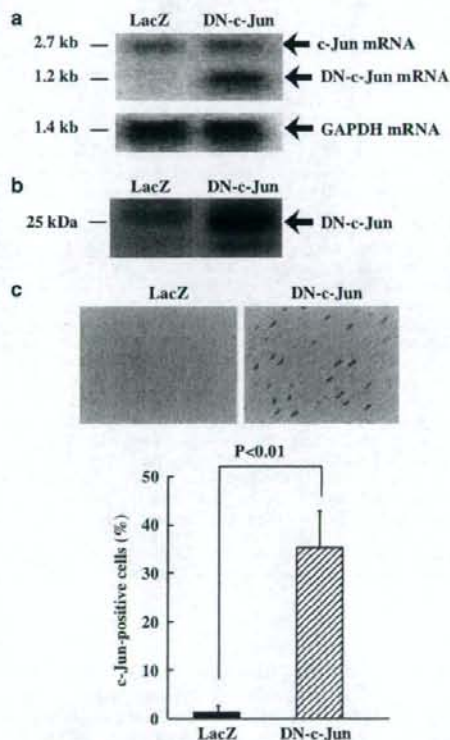 a
LacZ DN-c-Jun
2.7 kb c-Jun mRNA
1.2 kb DN-c-Jun mRNA
1.4 kb GAPDH mRNA
b
LacZ DN-c-Jun
25 kDa DN-c-Jun
c
LacZ DN-c-Jun
P<0.01
50
40
30
20
10
0
c-Jun-positive cells (%)
LacZ DN-c-Jun